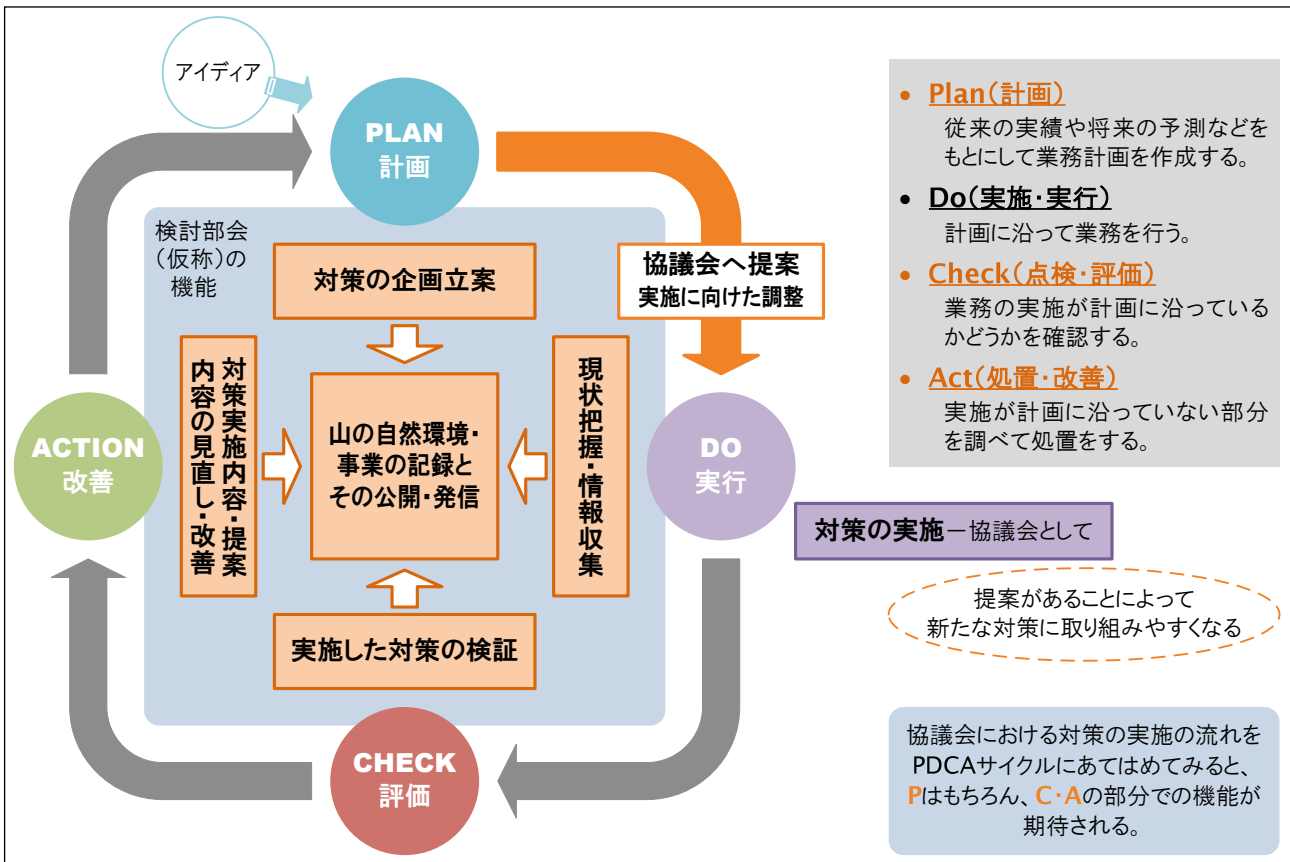 アイディア
PLAN
計画
検討部会
(仮称)の
機能
対策の企画立案
協議会へ提案
実施に向けた調整
対策実施内容・提案
内容の見直し・改善
山の自然環境・
事業の記録と
その公開・発信
現状把握・情報収集
ACTION
改善
DO
実行
対策の実施-協議会として
実施した対策の検証
CHECK
評価
• Plan(計画)
従来の実績や将来の予測などを
もとにして業務計画を作成する。
• Do(実施・実行)
計画に沿って業務を行う。
• Check(点検・評価)
業務の実施が計画に沿っている
かどうかを確認する。
• Act(処置・改善)
実施が計画に沿っていない部分
を調べて処置をする。
提案があることによって
新たな対策に取り組みやすくなる
協議会における対策の実施の流れを
PDCAサイクルにあてはめてみると、
Pはもちろん、C・Aの部分での機能が
期待される。